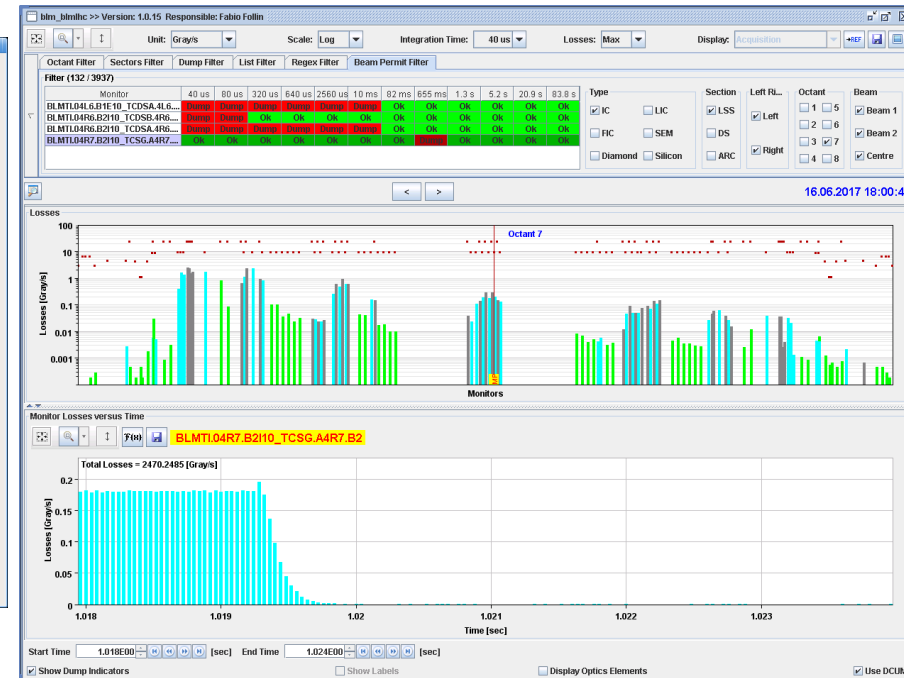 blm_blmlhc >> Version: 1.0.15 Responsible: Fabio Follin
Unit: Gray/s Scale: Log Integration Time: 40 us Losses: Max Display: Acquisition REF
Octant Filter Sectors Filter Dump Filter List Filter Regex Filter Beam Permit Filter
Filter (132 / 3937)
Monitor 40 us 80 us 320 us 640 us 2560 us 10 ms 82 ms 655 ms 1.3 s 5.2 s 20.9 s 83.8 s
BLMTI.04L6.B1E10_TCDSA.4L6.... Dump Dump Dump Dump Dump Dump Ok Ok Ok Ok Ok Ok
BLMTI.04R6.B2I10_TCDSB.4R6.... Dump Dump Ok Ok Ok Ok Ok Ok Ok Ok Ok Ok
BLMTI.04R6.B2I10_TCDSA.4R6.... Dump Dump Dump Dump Dump Dump Ok Ok Ok Ok Ok Ok
BLMTI.04R7.B2I10_TCSG.A4R7.... Ok Ok Ok Ok Ok Ok Ok Ok Ok Ok Ok
Type Section Left Ri... Octant Beam
IC LIC LSS Left 1 5 Beam 1
FIC SEM DS 2 6 Beam 2
Diamond Silicon ARC Right 3 7 Centre
4 8
< >
16.06.2017 18:00:4
Losses
Octant 7
Losses [Gray/s]
100
10
1
0.1
0.01
0.001
Monitors
Monitor Losses versus Time
F(x) BLMTI.04R7.B2I10_TCSG.A4R7.B2
Total Losses = 2470.2485 [Gray/s]
Losses [Gray/s]
0.2
0.15
0.1
0.05
0
1.018 1.019 1.02 1.021 1.022 1.023
Time [sec]
Start Time 1.018E00 [sec] End Time 1.024E00 [sec]
Show Dump Indicators Show Labels Display Optics Elements Use DCUM